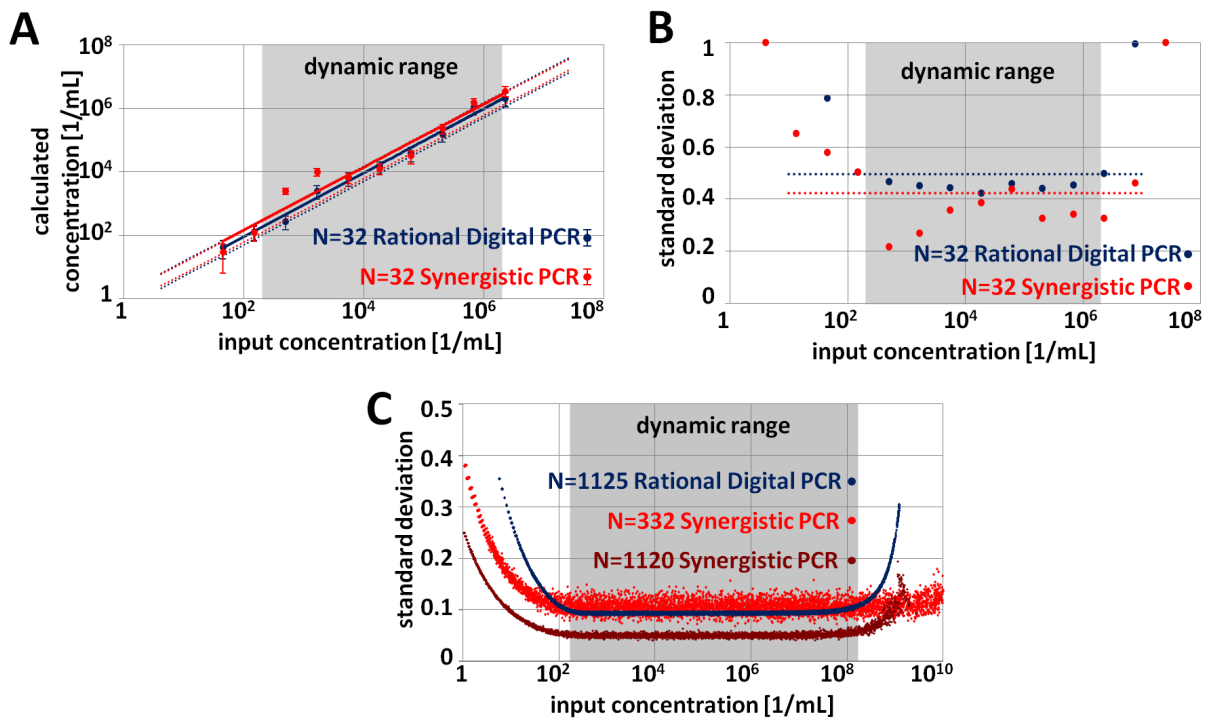 A
10⁸
10⁶
10⁴
10²
1
calculated
concentration [1/mL]
dynamic range
N=32 Rational Digital PCR
N=32 Synergistic PCR
1
10²
10⁴
10⁶
10⁸
input concentration [1/mL]
B
1
0.8
0.6
0.4
0.2
0
standard deviation
dynamic range
N=32 Rational Digital PCR
N=32 Synergistic PCR
1
10²
10⁴
10⁶
10⁸
input concentration [1/mL]
C
0.5
0.4
0.3
0.2
0.1
0
standard deviation
dynamic range
N=1125 Rational Digital PCR
N=332 Synergistic PCR
N=1120 Synergistic PCR
1
10²
10⁴
10⁶
10⁸
10¹⁰
input concentration [1/mL]